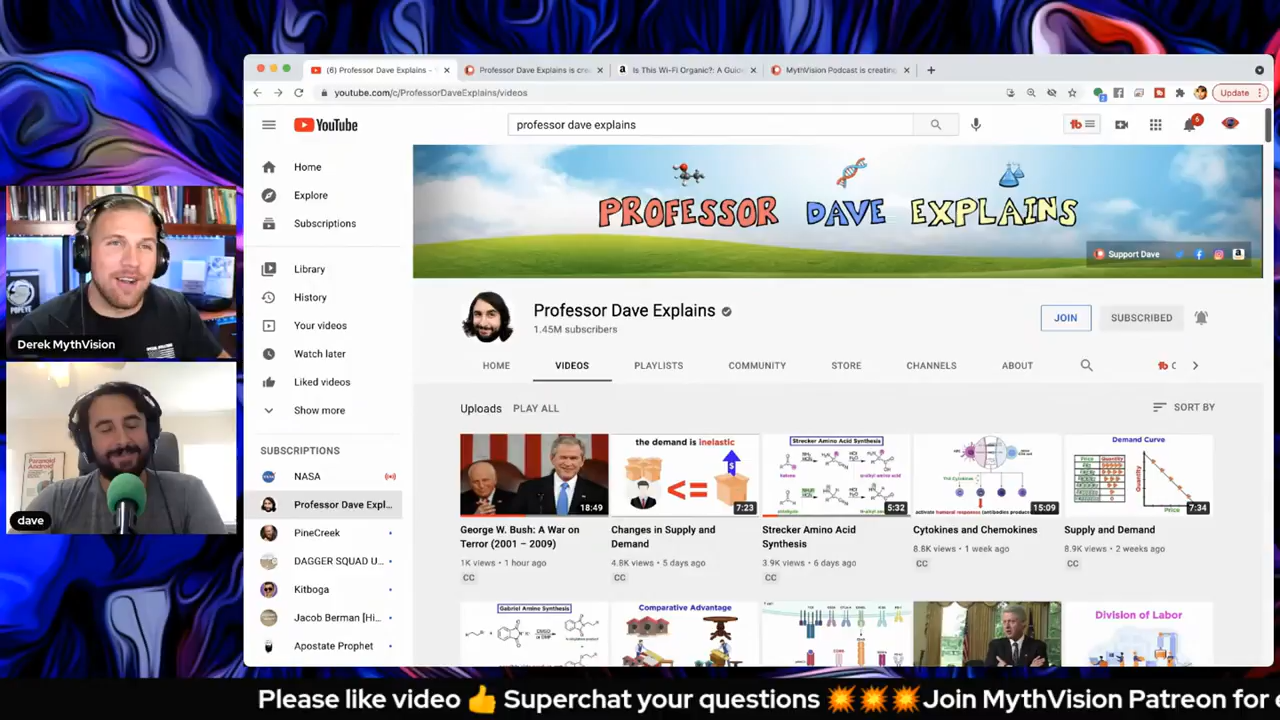 (6) Professor Dave Explains -
Professor Dave Explains is crea
Is This Wi-Fi Organic?: A Guide
MythVision Podcast is creating
youtube.com/c/ProfessorDaveExplains/videos
Update
YouTube
professor dave explains
6
Home
Explore
Subscriptions
Library
History
Your videos
Watch later
Liked videos
Show more
SUBSCRIPTIONS
NASA
Professor Dave Expl...
PineCreek
DAGGER SQUAD U...
Kitboga
Jacob Berman [Hi...
Apostate Prophet
PROFESSOR DAVE EXPLAINS
Support Dave
Professor Dave Explains
1.45M subscribers
JOIN
SUBSCRIBED
HOME
VIDEOS
PLAYLISTS
COMMUNITY
STORE
CHANNELS
ABOUT
Uploads
PLAY ALL
SORT BY
18:49
George W. Bush: A War on
Terror (2001 – 2009)
1K views • 1 hour ago
CC
the demand is inelastic
<=
7:23
Changes in Supply and
Demand
4.8K views • 5 days ago
CC
Strecker Amino Acid Synthesis
5:32
Strecker Amino Acid
Synthesis
3.9K views • 6 days ago
CC
15:09
Cytokines and Chemokines
8.8K views • 1 week ago
CC
Demand Curve
7:34
Supply and Demand
8.9K views • 2 weeks ago
CC
Gabriel Amine Synthesis
Comparative Advantage
Division of Labor
POPEYE
Derek MythVision
Paranoid
Android
dave
Please like video 👍 Superchat your questions 💥💥💥Join MythVision Patreon for